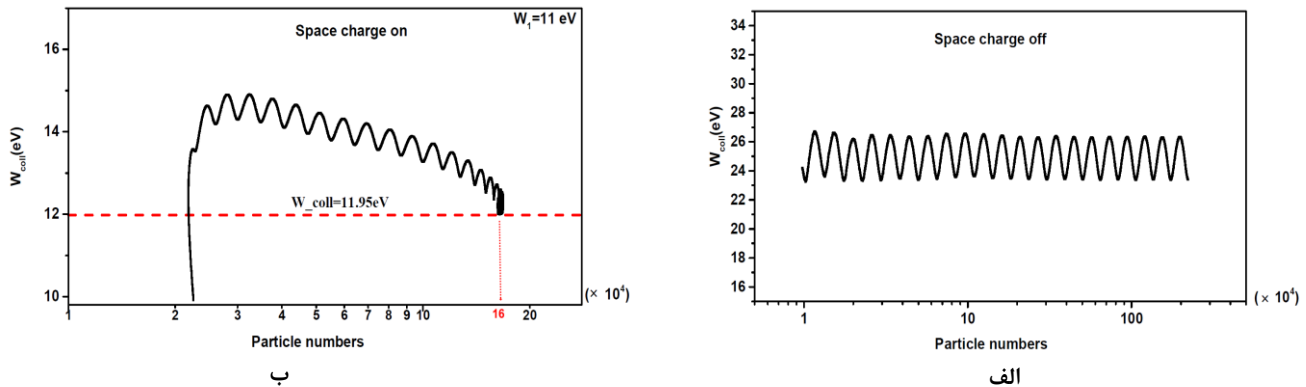 Space charge on
W₁=11 eV
16
14
12
10
W_coll(eV)
W_coll=11.95eV
1 2 3 4 5 6 7 8 9 10 16 20
(× 10⁴)
Particle numbers
ب
Space charge off
34
32
30
28
26
24
22
20
18
16
W_coll(eV)
1 10 100
(× 10⁴)
Particle numbers
الف